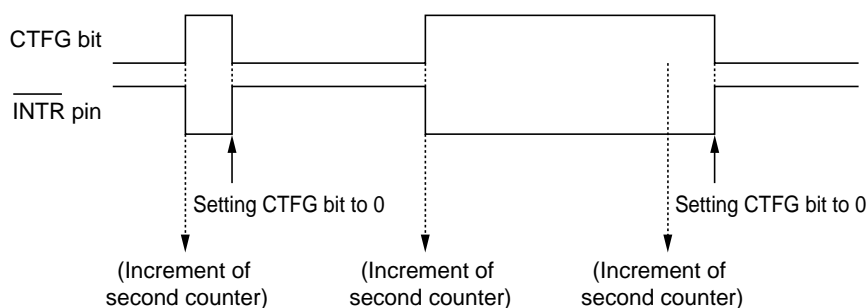 CTFG bit
INTR pin
Setting CTFG bit to 0
Setting CTFG bit to 0
(Increment of
second counter)
(Increment of
second counter)
(Increment of
second counter)